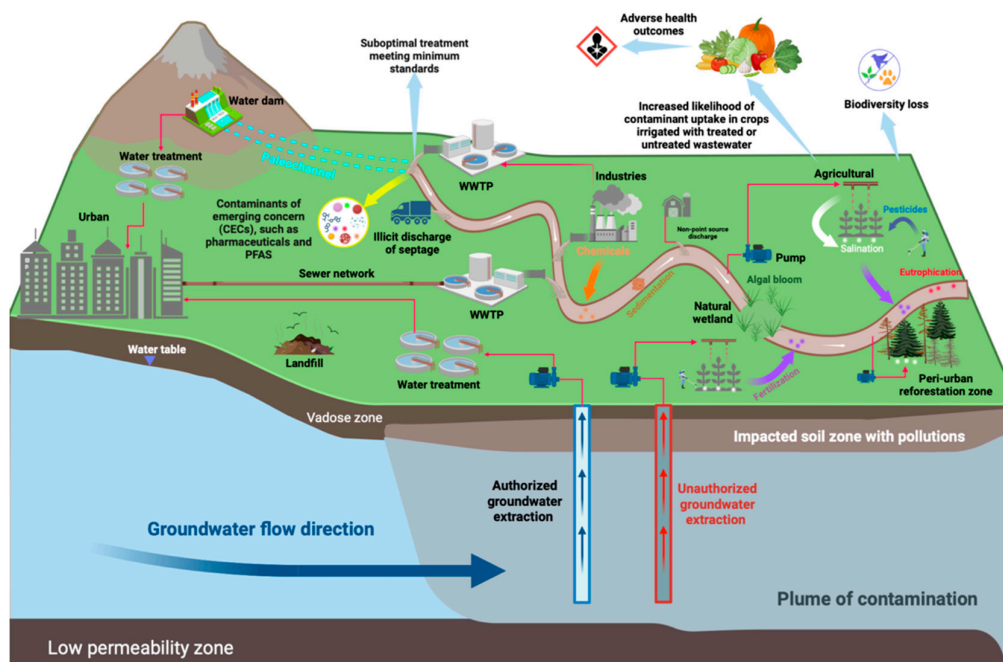 Adverse health
outcomes
Suboptimal treatment
meeting minimum
standards
Water dam
Increased likelihood of
contaminant uptake in crops
irrigated with treated or
untreated wastewater
Biodiversity loss
Water treatment
Paleochannel
WWTP
Industries
Agricultural
Urban
Contaminants of
emerging concern
(CECs), such as
pharmaceuticals and
PFAS
Illicit discharge
of septage
Chemicals
Non-point source
discharge
Pesticides
Salination
Pump
Sewer network
WWTP
Sedimentation
Algal bloom
Eutrophication
Natural
wetland
Water table
Landfill
Water treatment
Fertilization
Peri-urban
reforestation zone
Vadose zone
Impacted soil zone with pollutions
Authorized
groundwater
extraction
Unauthorized
groundwater
extraction
Groundwater flow direction
Plume of contamination
Low permeability zone